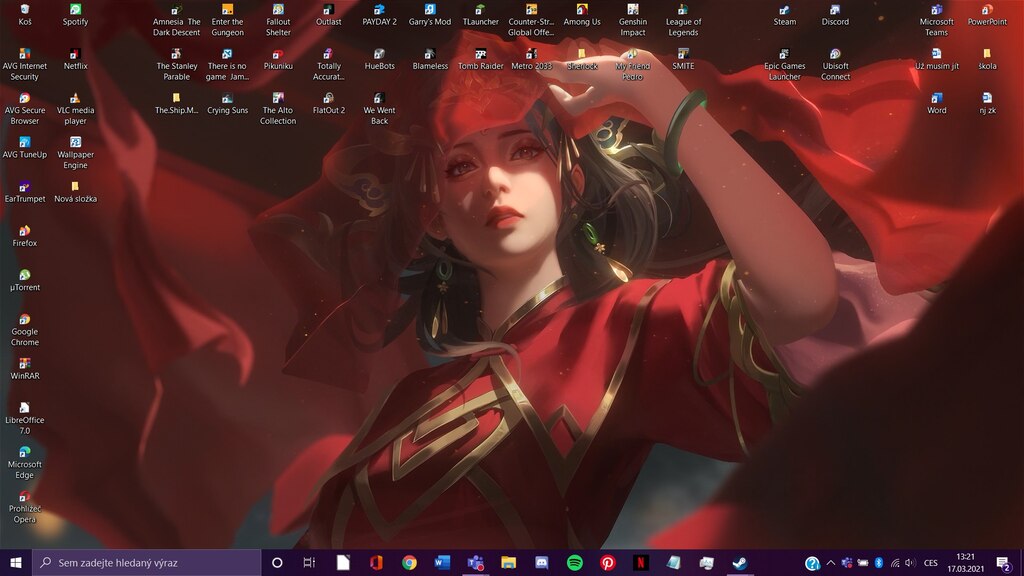 Koš
Spotify
Amnesia The
Dark Descent
Enter the
Gungeon
Fallout
Shelter
Outlast
PAYDAY 2
Garry's Mod
TLauncher
Counter-Str...
Global Offe...
Among Us
Genshin
Impact
League of
Legends
Steam
Discord
Microsoft
Teams
PowerPoint
AVG Internet
Security
Netflix
The Stanley
Parable
There is no
game Jam...
Pikuniku
Totally
Accurat...
HueBots
Blameless
Tomb Raider
Metro 2033
Sherlock
My Friend
Pedro
SMITE
Epic Games
Launcher
Ubisoft
Connect
Už musím jít
škola
AVG Secure
Browser
VLC media
player
The.Ship.M...
Crying Suns
The Alto
Collection
FlatOut 2
We Went
Back
Word
nj zk
AVG TuneUp
Wallpaper
Engine
EarTrumpet
Nová složka
Firefox
µTorrent
Google
Chrome
WinRAR
LibreOffice
7.0
Microsoft
Edge
Prohlížeč
Opera
Sem zadejte hledaný výraz
CES
13:21
17.03.2021
2